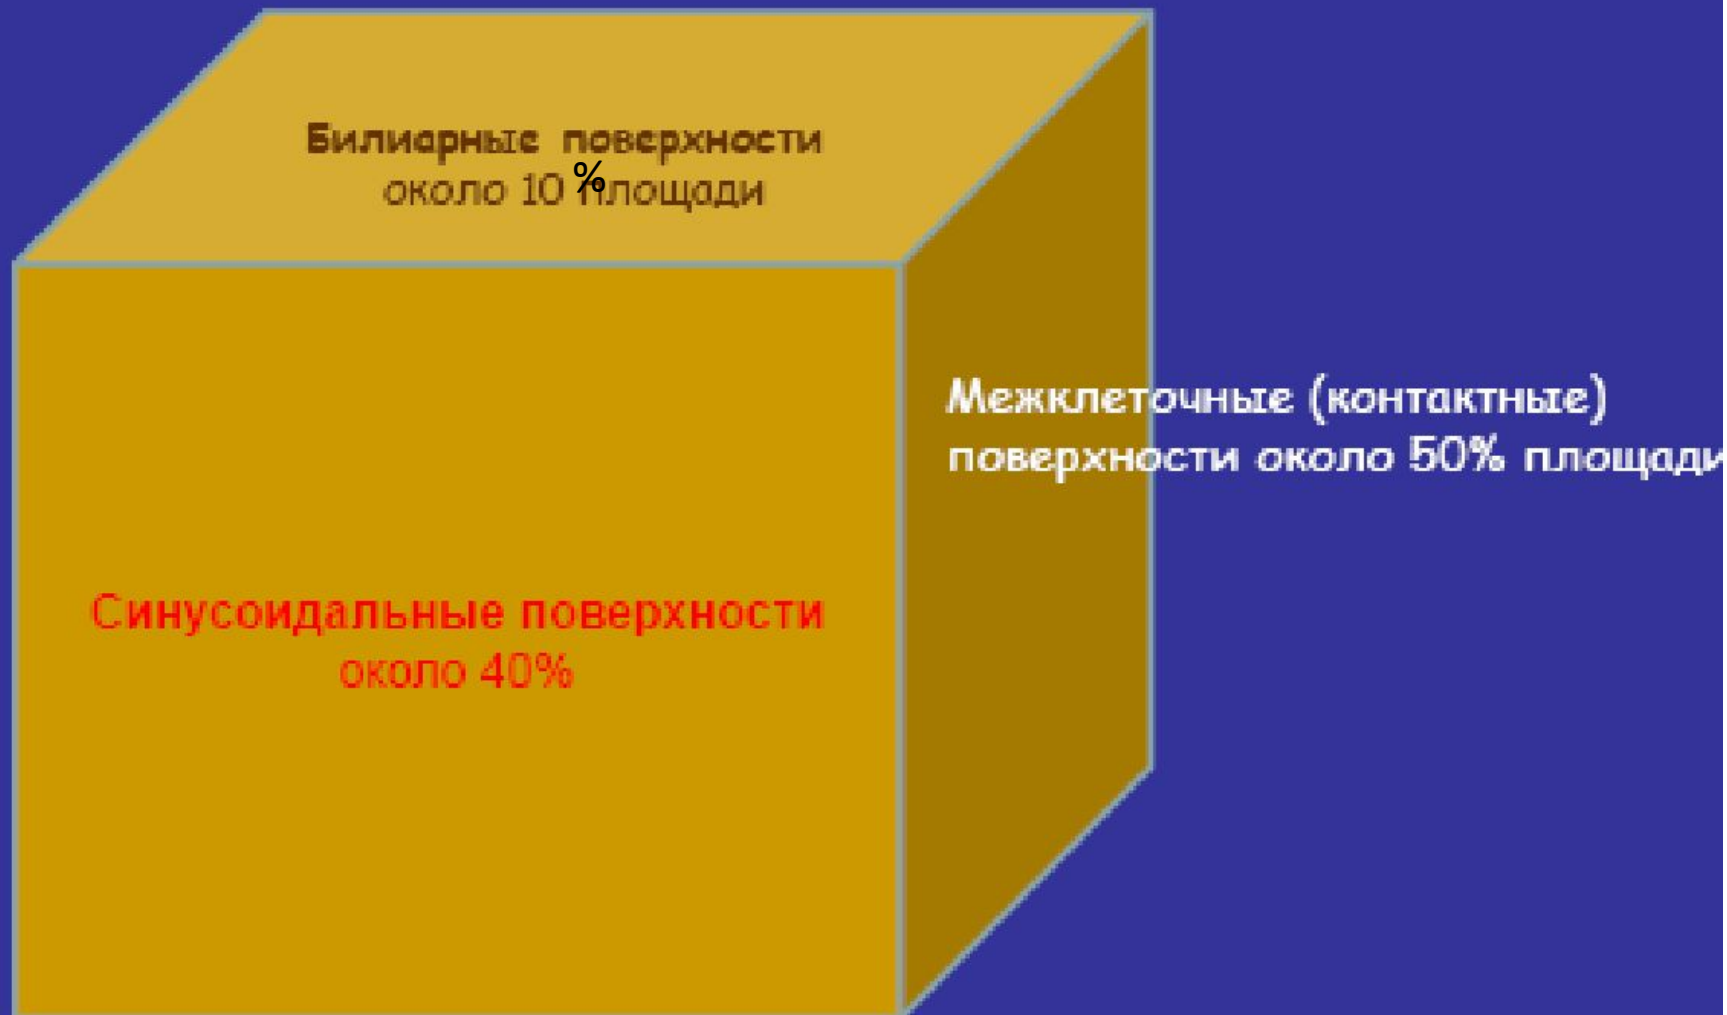 Билиарные поверхности
около 10 % площади
Межклеточные (контактные)
поверхности около 50% площади
Синусоидальные поверхности
около 40%